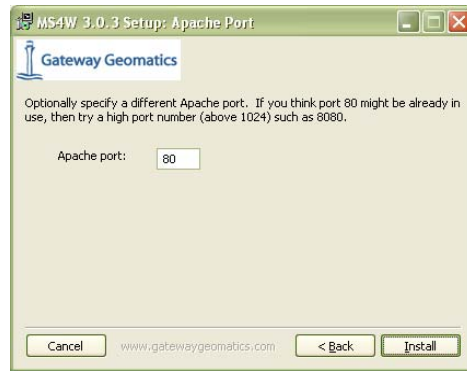 MS4W 3.0.3 Setup: Apache Port
Gateway Geomatics
Optionally specify a different Apache port. If you think port 80 might be already in
use, then try a high port number (above 1024) such as 8080.
Apache port: 80
Cancel www.gatewaygeomatics.com < Back Install